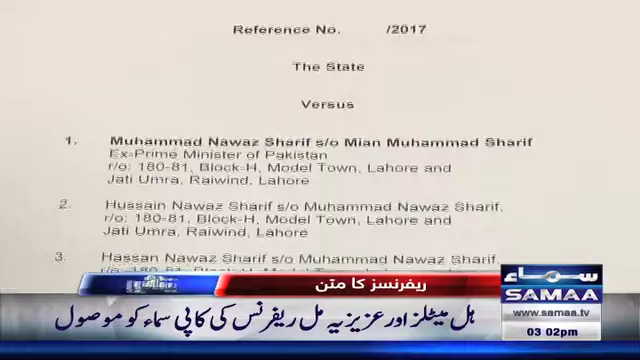 Reference No. /2017
The State
Versus
1. Muhammad Nawaz Sharif s/o Mian Muhammad Sharif
Ex-Prime Minister of Pakistan
r/o: 180-81, Block-H, Model Town, Lahore and
Jati Umra, Raiwind, Lahore
2. Hussain Nawaz Sharif s/o Muhammad Nawaz Sharif,
r/o: 180-81, Block-H, Model Town, Lahore and
Jati Umra, Raiwind, Lahore
3. Hassan Nawaz Sharif s/o Muhammad Nawaz Sharif
ریفرنسز کا متن
ہل میٹلز اور عزیزیہ مل ریفرنس کی کاپی سماء کو موصول
سماء
SAMAA
www.samaa.tv
03 02pm